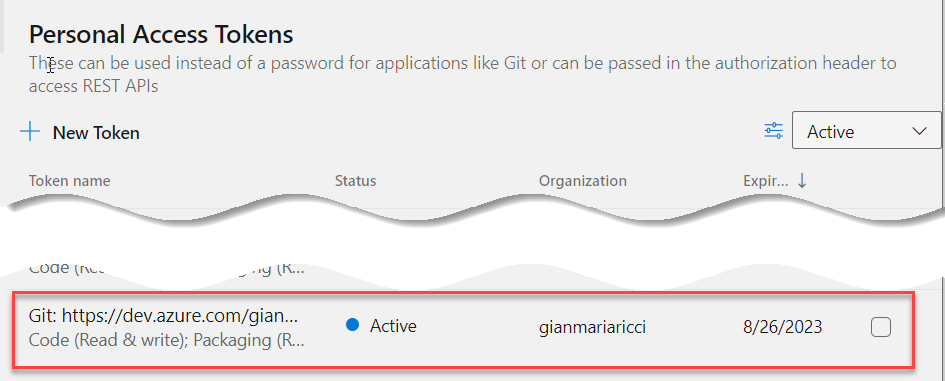 Personal Access Tokens
These can be used instead of a password for applications like Git or can be passed in the authorization header to
access REST APIs
New Token
Active
Token name Status Organization Expir... ↓
Code (Re
g (R...
Git: https://dev.azure.com/gian... Active gianmariaricci 8/26/2023
Code (Read & write); Packaging (R...